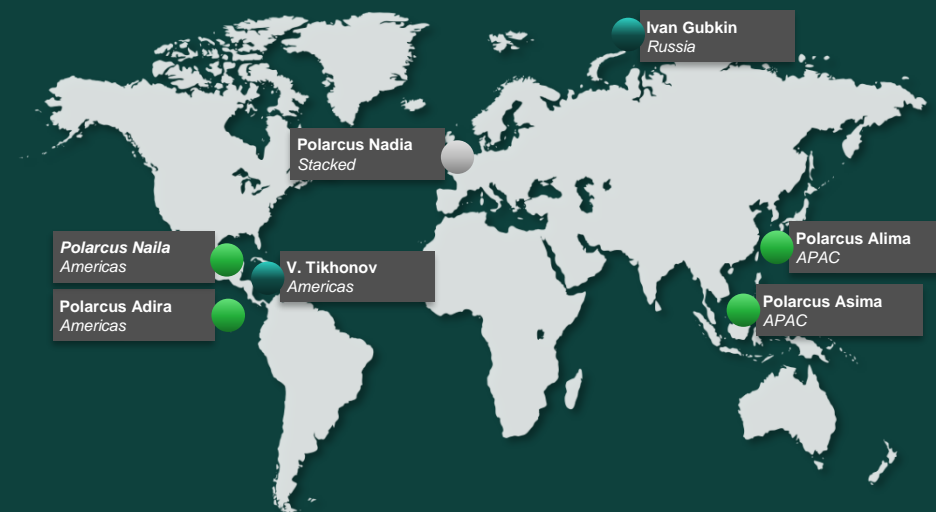 Ivan Gubkin
Russia
Polarcus Nadia
Stacked
Polarcus Naila
Americas
V. Tikhonov
Americas
Polarcus Adira
Americas
Polarcus Alima
APAC
Polarcus Asima
APAC